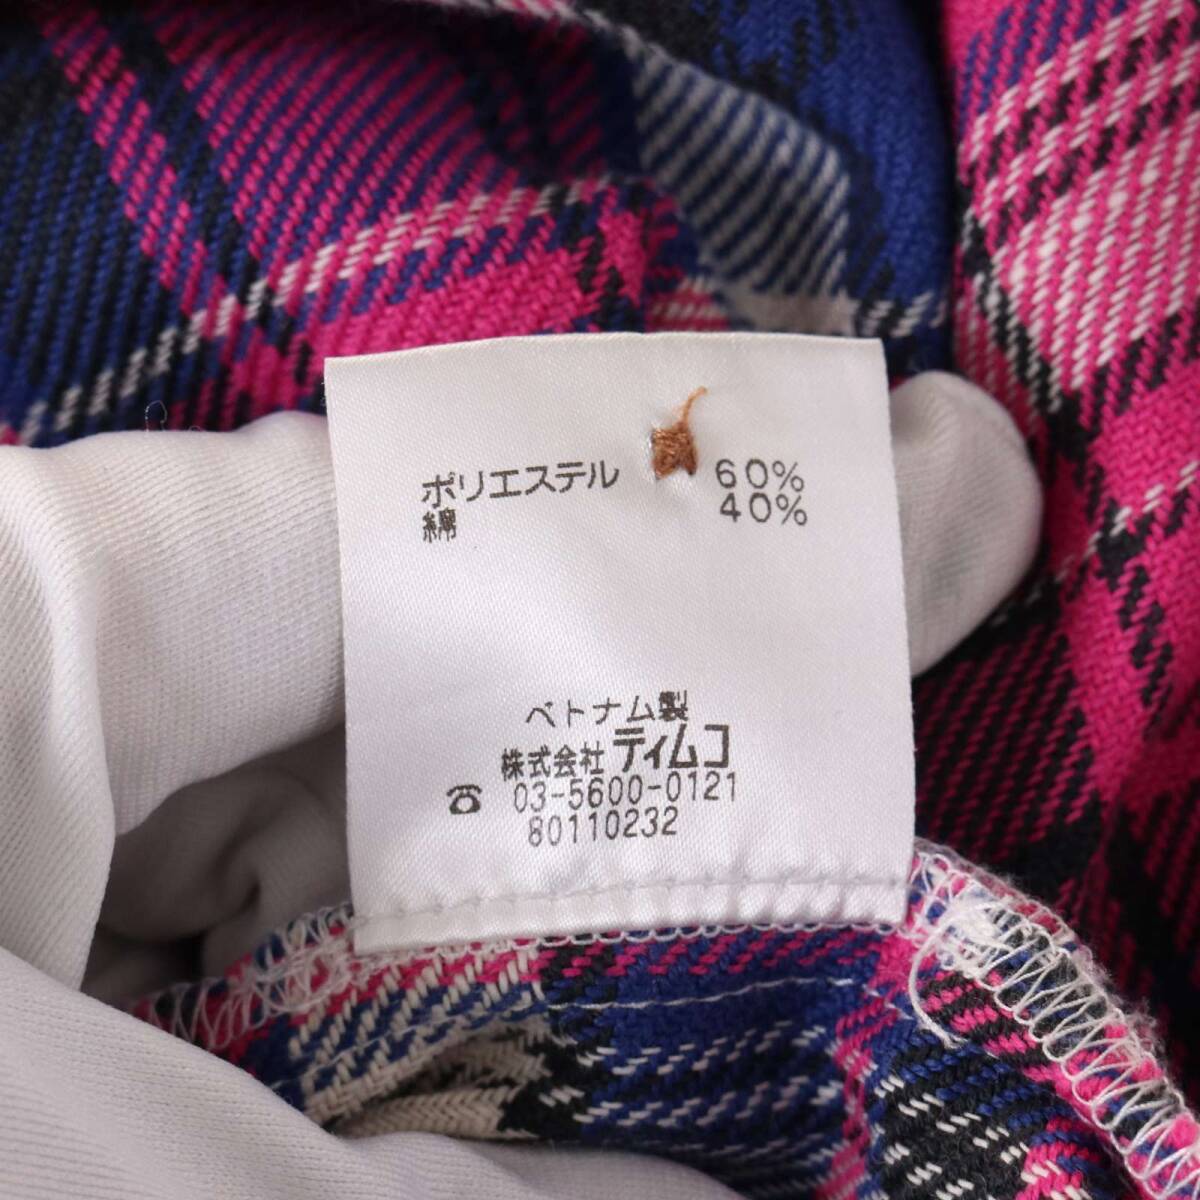 ポリエステル 60%
綿 40%
ベトナム製
株式会社 ティムコ
☎ 03-5600-0121
80110232